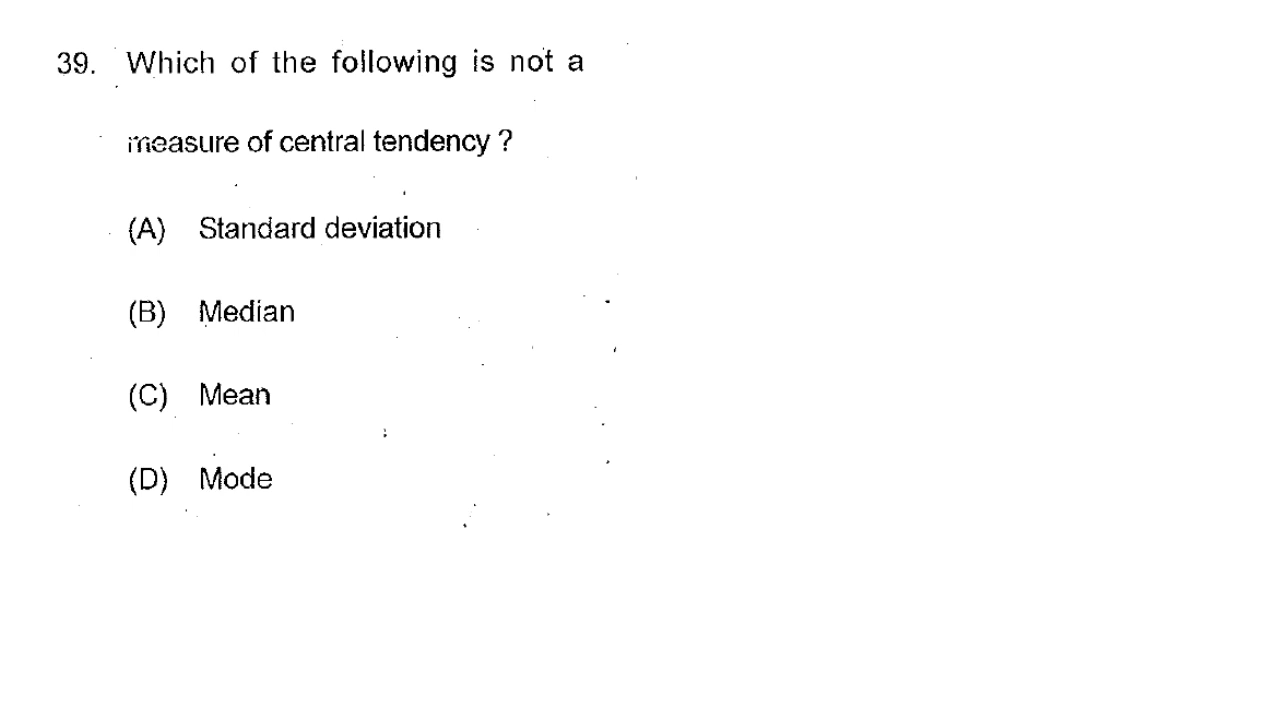 39. Which of the following is not a
measure of central tendency ?
(A) Standard deviation
(B) Median
(C) Mean
(D) Mode